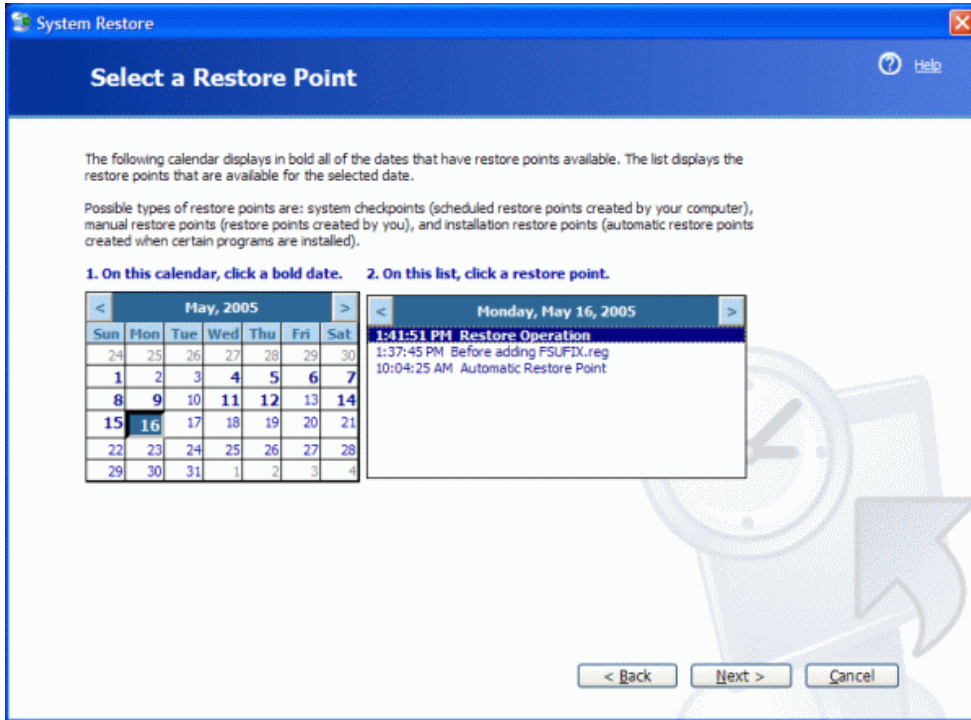 System Restore
Select a Restore Point
Help
The following calendar displays in bold all of the dates that have restore points available. The list displays the
restore points that are available for the selected date.
Possible types of restore points are: system checkpoints (scheduled restore points created by your computer),
manual restore points (restore points created by you), and installation restore points (automatic restore points
created when certain programs are installed).
1. On this calendar, click a bold date. 2. On this list, click a restore point.
< May, 2005 >
Sun Mon Tue Wed Thu Fri Sat
24 25 26 27 28 29 30
1 2 3 4 5 6 7
8 9 10 11 12 13 14
15 16 17 18 19 20 21
22 23 24 25 26 27 28
29 30 31 1 2 3 4
< Monday, May 16, 2005 >
1:41:51 PM Restore Operation
1:37:45 PM Before adding FSUFIX.reg
10:04:25 AM Automatic Restore Point
< Back Next > Cancel